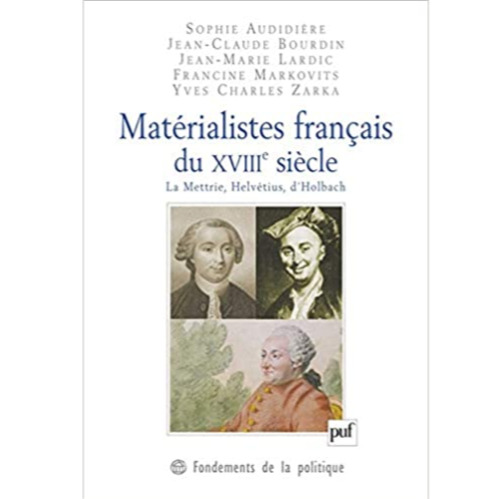 Sophie Audidière
Jean-Claude Bourdin
Jean-Marie Lardic
Francine Markovits
Yves Charles Zarka
Matérialistes français
du XVIIIe siècle
La Mettrie, Helvétius, d'Holbach
puf
Fondements de la politique